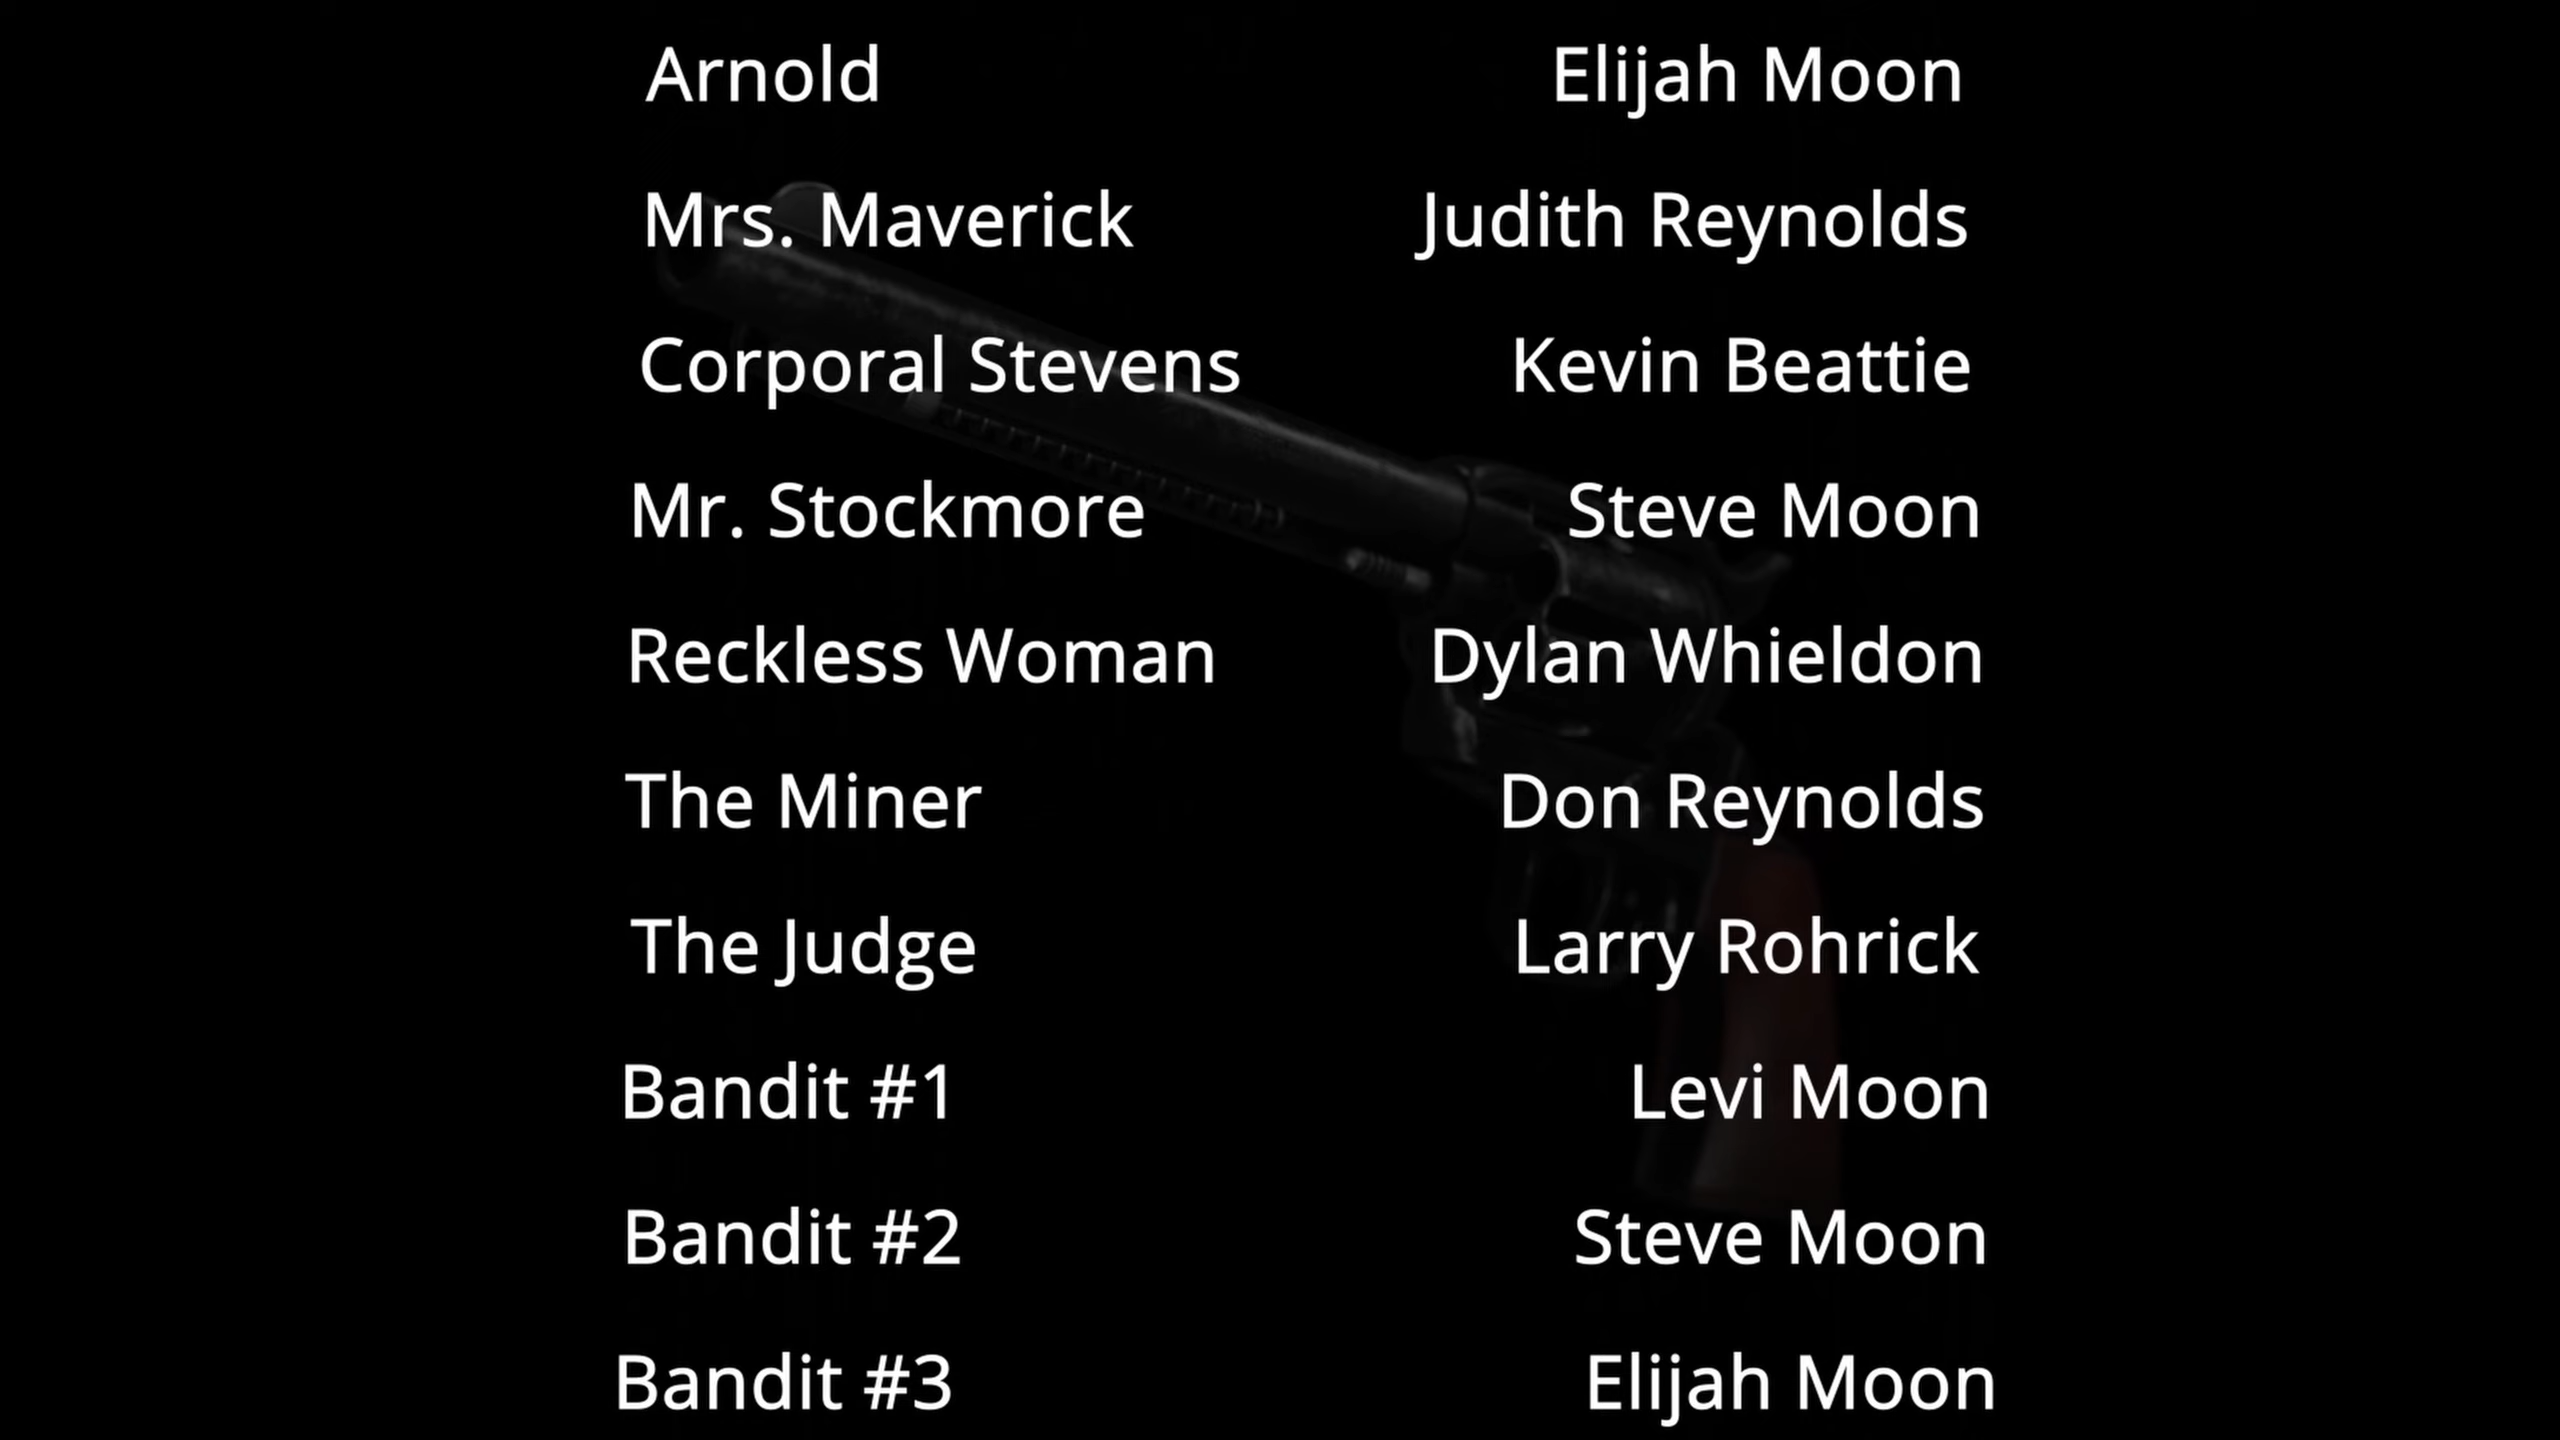 Arnold Elijah Moon
Mrs. Maverick Judith Reynolds
Corporal Stevens Kevin Beattie
Mr. Stockmore Steve Moon
Reckless Woman Dylan Whieldon
The Miner Don Reynolds
The Judge Larry Rohrick
Bandit #1 Levi Moon
Bandit #2 Steve Moon
Bandit #3 Elijah Moon